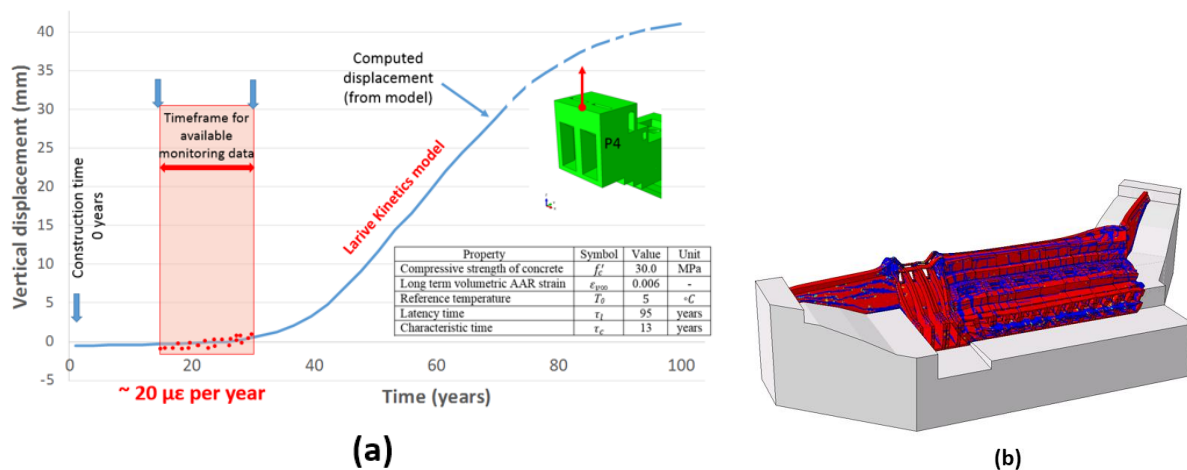 Vertical displacement (mm)
40
35
30
25
20
15
10
5
0
-5
0
20
40
60
80
100
Time (years)
Construction time
0 years
Timeframe for
available
monitoring data
~ 20 με per year
Larive Kinetics model
Computed
displacement
(from model)
P4
Property Symbol Value Unit
Compressive strength of concrete f′c 30.0 MPa
Long term volumetric AAR strain εv∞ 0.006 -
Reference temperature T0 5 °C
Latency time τl 95 years
Characteristic time τc 13 years
(a)
(b)